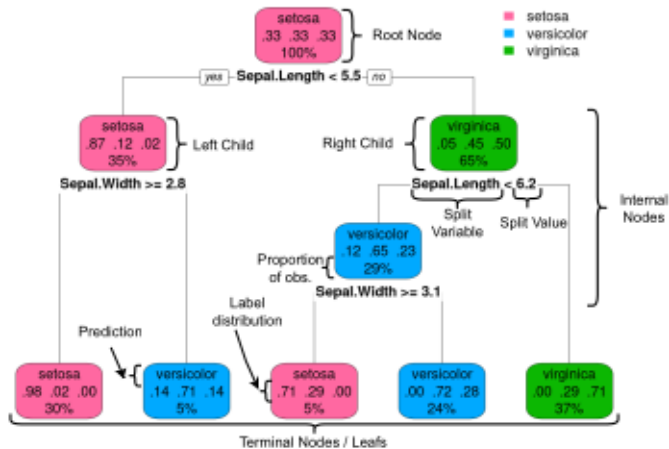 setosa
.33 .33 .33
100%
Root Node
setosa
versicolor
virginica
yes
Sepal.Length < 5.5
no
setosa
.87 .12 .02
35%
Left Child
Right Child
virginica
.05 .45 .50
65%
Sepal.Width >= 2.8
Sepal.Length < 6.2
Internal
Nodes
Split
Variable
Split Value
versicolor
.12 .65 .23
29%
Proportion
of obs.
Sepal.Width >= 3.1
Label
distribution
Prediction
setosa
.98 .02 .00
30%
versicolor
.14 .71 .14
5%
setosa
.71 .29 .00
5%
versicolor
.00 .72 .28
24%
virginica
.00 .29 .71
37%
Terminal Nodes / Leafs